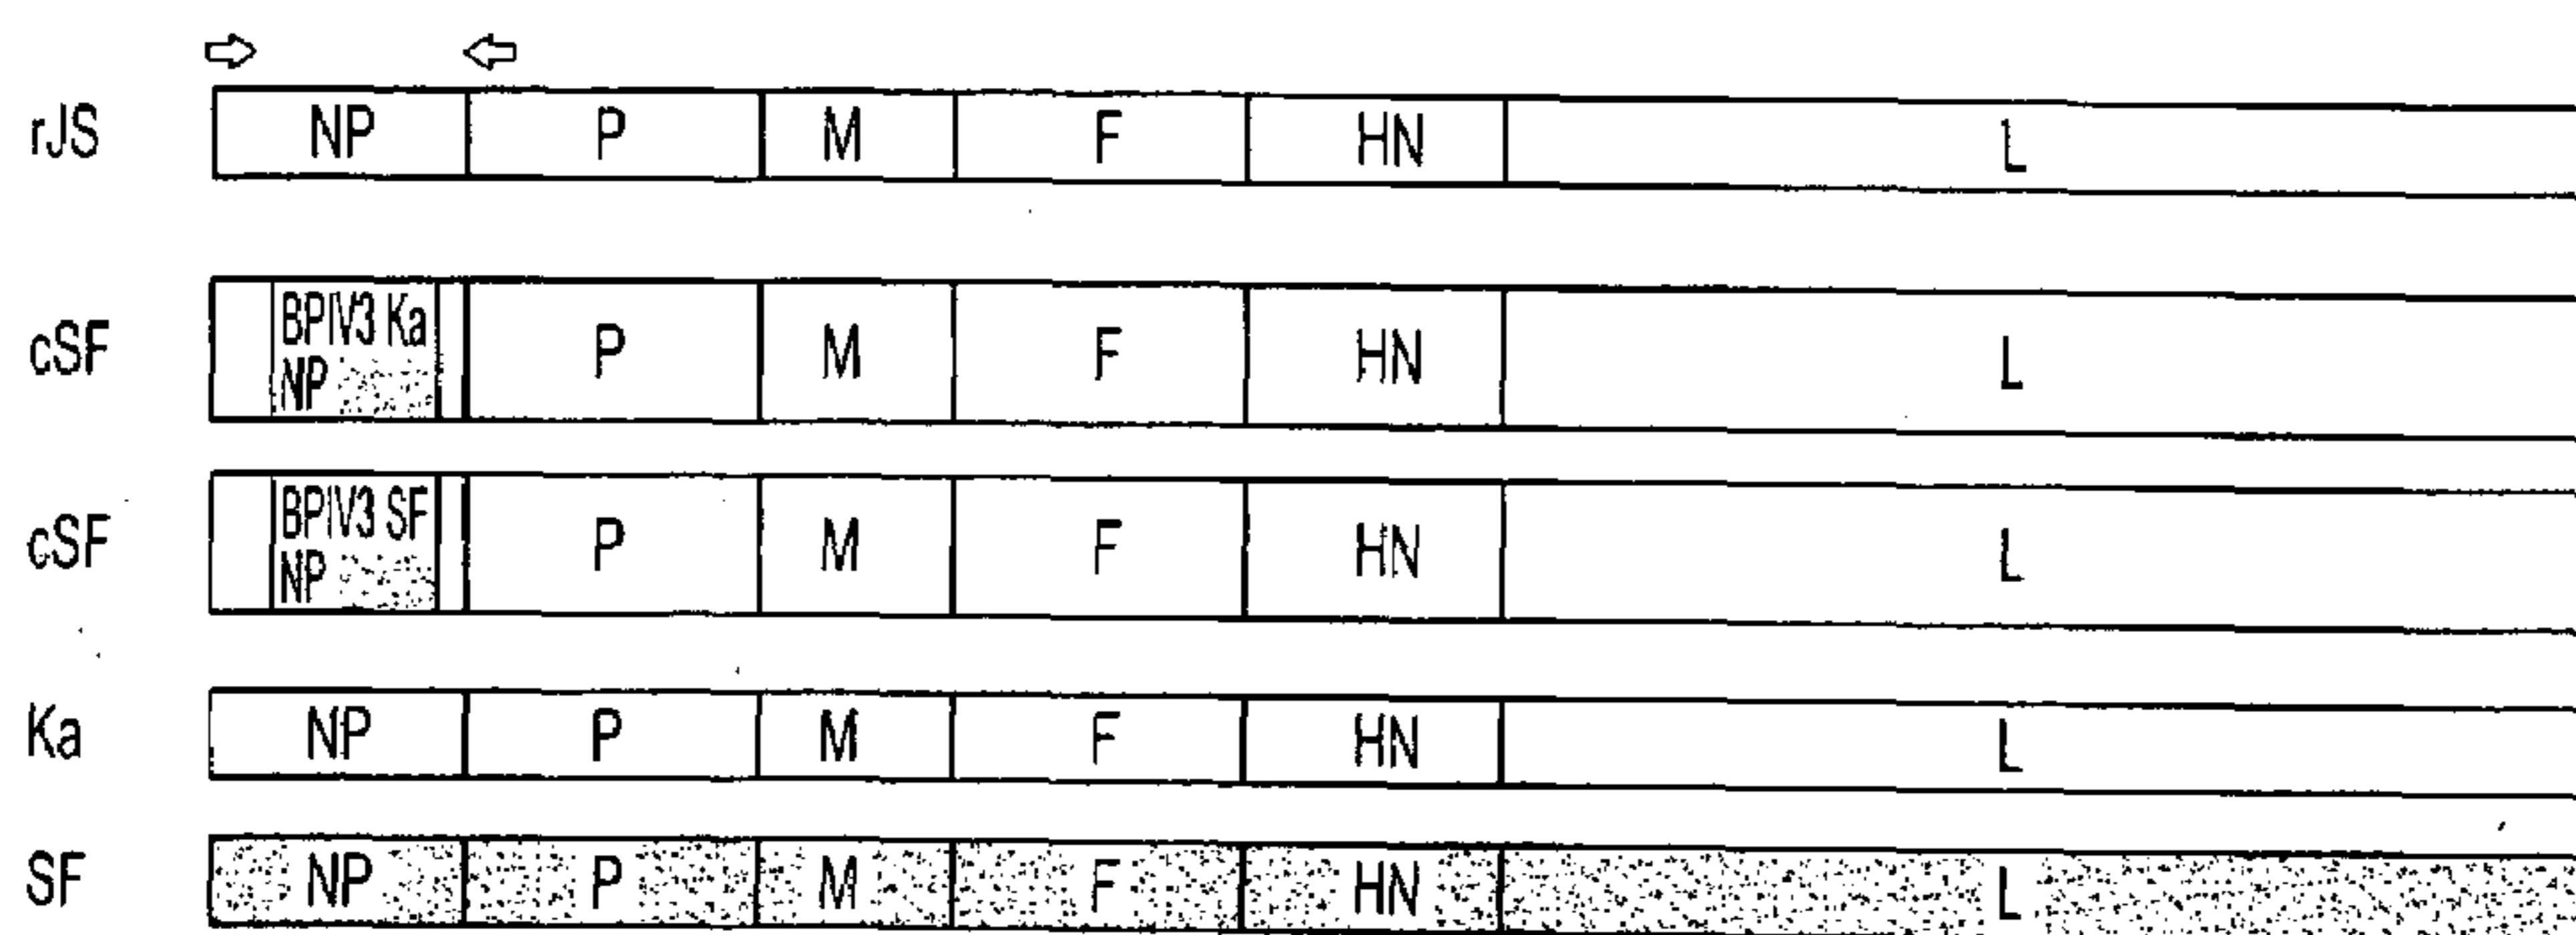 rJS NP P M F HN L
cSF BPIV3 Ka NP P M F HN L
cSF BPIV3 SF NP P M F HN L
Ka NP P M F HN L
SF NP P M F HN L